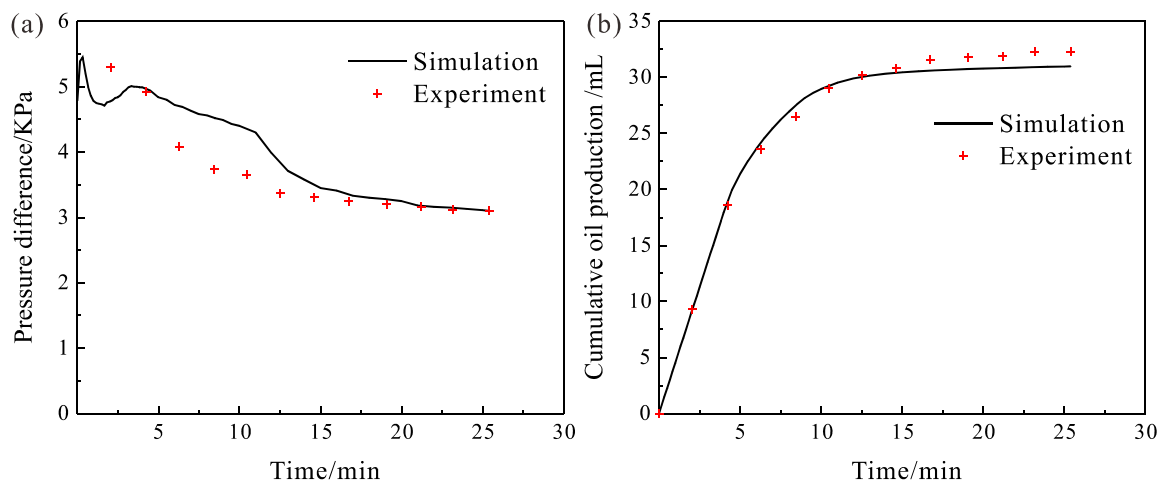 (a)
6
5
4
3
2
1
0
Pressure difference/KPa
Simulation
Experiment
5
10
15
20
25
30
Time/min
(b)
35
30
25
20
15
10
5
0
Cumulative oil production /mL
Simulation
Experiment
5
10
15
20
25
30
Time/min